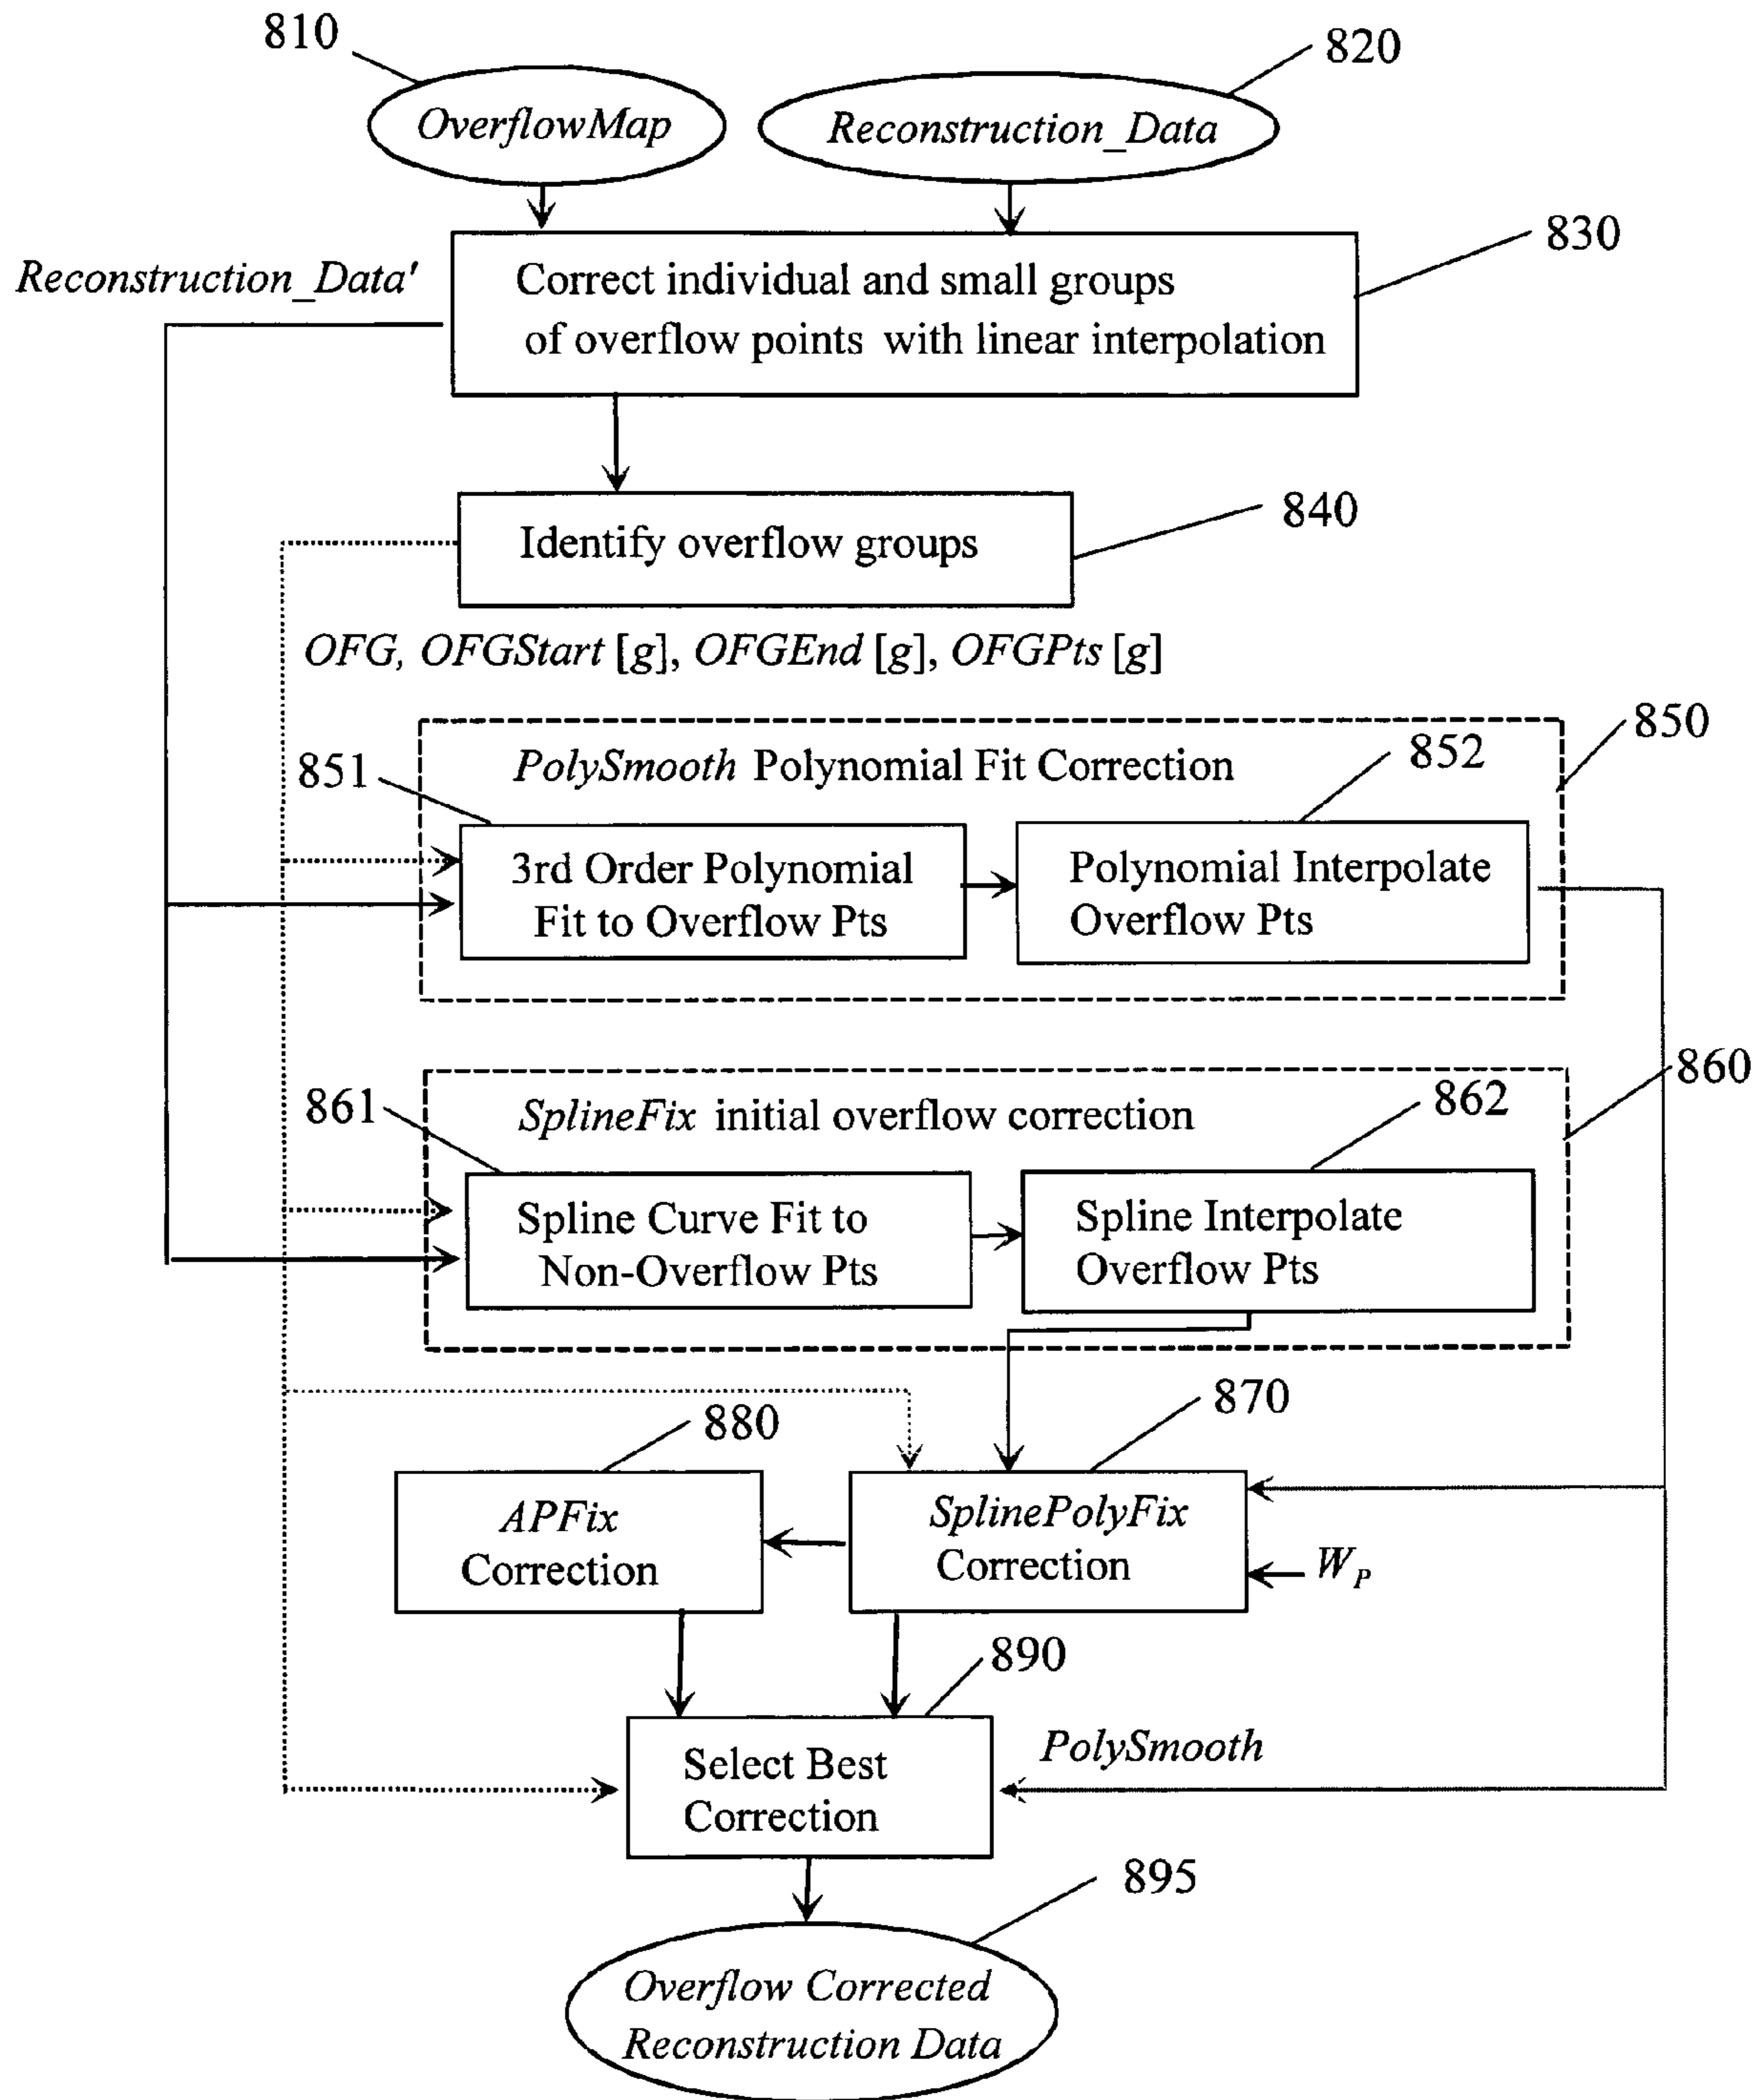 810
820
OverflowMap
Reconstruction_Data
830
Reconstruction_Data'
Correct individual and small groups
of overflow points with linear interpolation
840
Identify overflow groups
OFG, OFGStart [g], OFGEnd [g], OFGPts [g]
850
851
852
PolySmooth Polynomial Fit Correction
3rd Order Polynomial
Fit to Overflow Pts
Polynomial Interpolate
Overflow Pts
860
861
862
SplineFix initial overflow correction
Spline Curve Fit to
Non-Overflow Pts
Spline Interpolate
Overflow Pts
870
880
APFix
Correction
SplinePolyFix
Correction
W_P
890
Select Best
Correction
PolySmooth
895
Overflow Corrected
Reconstruction Data